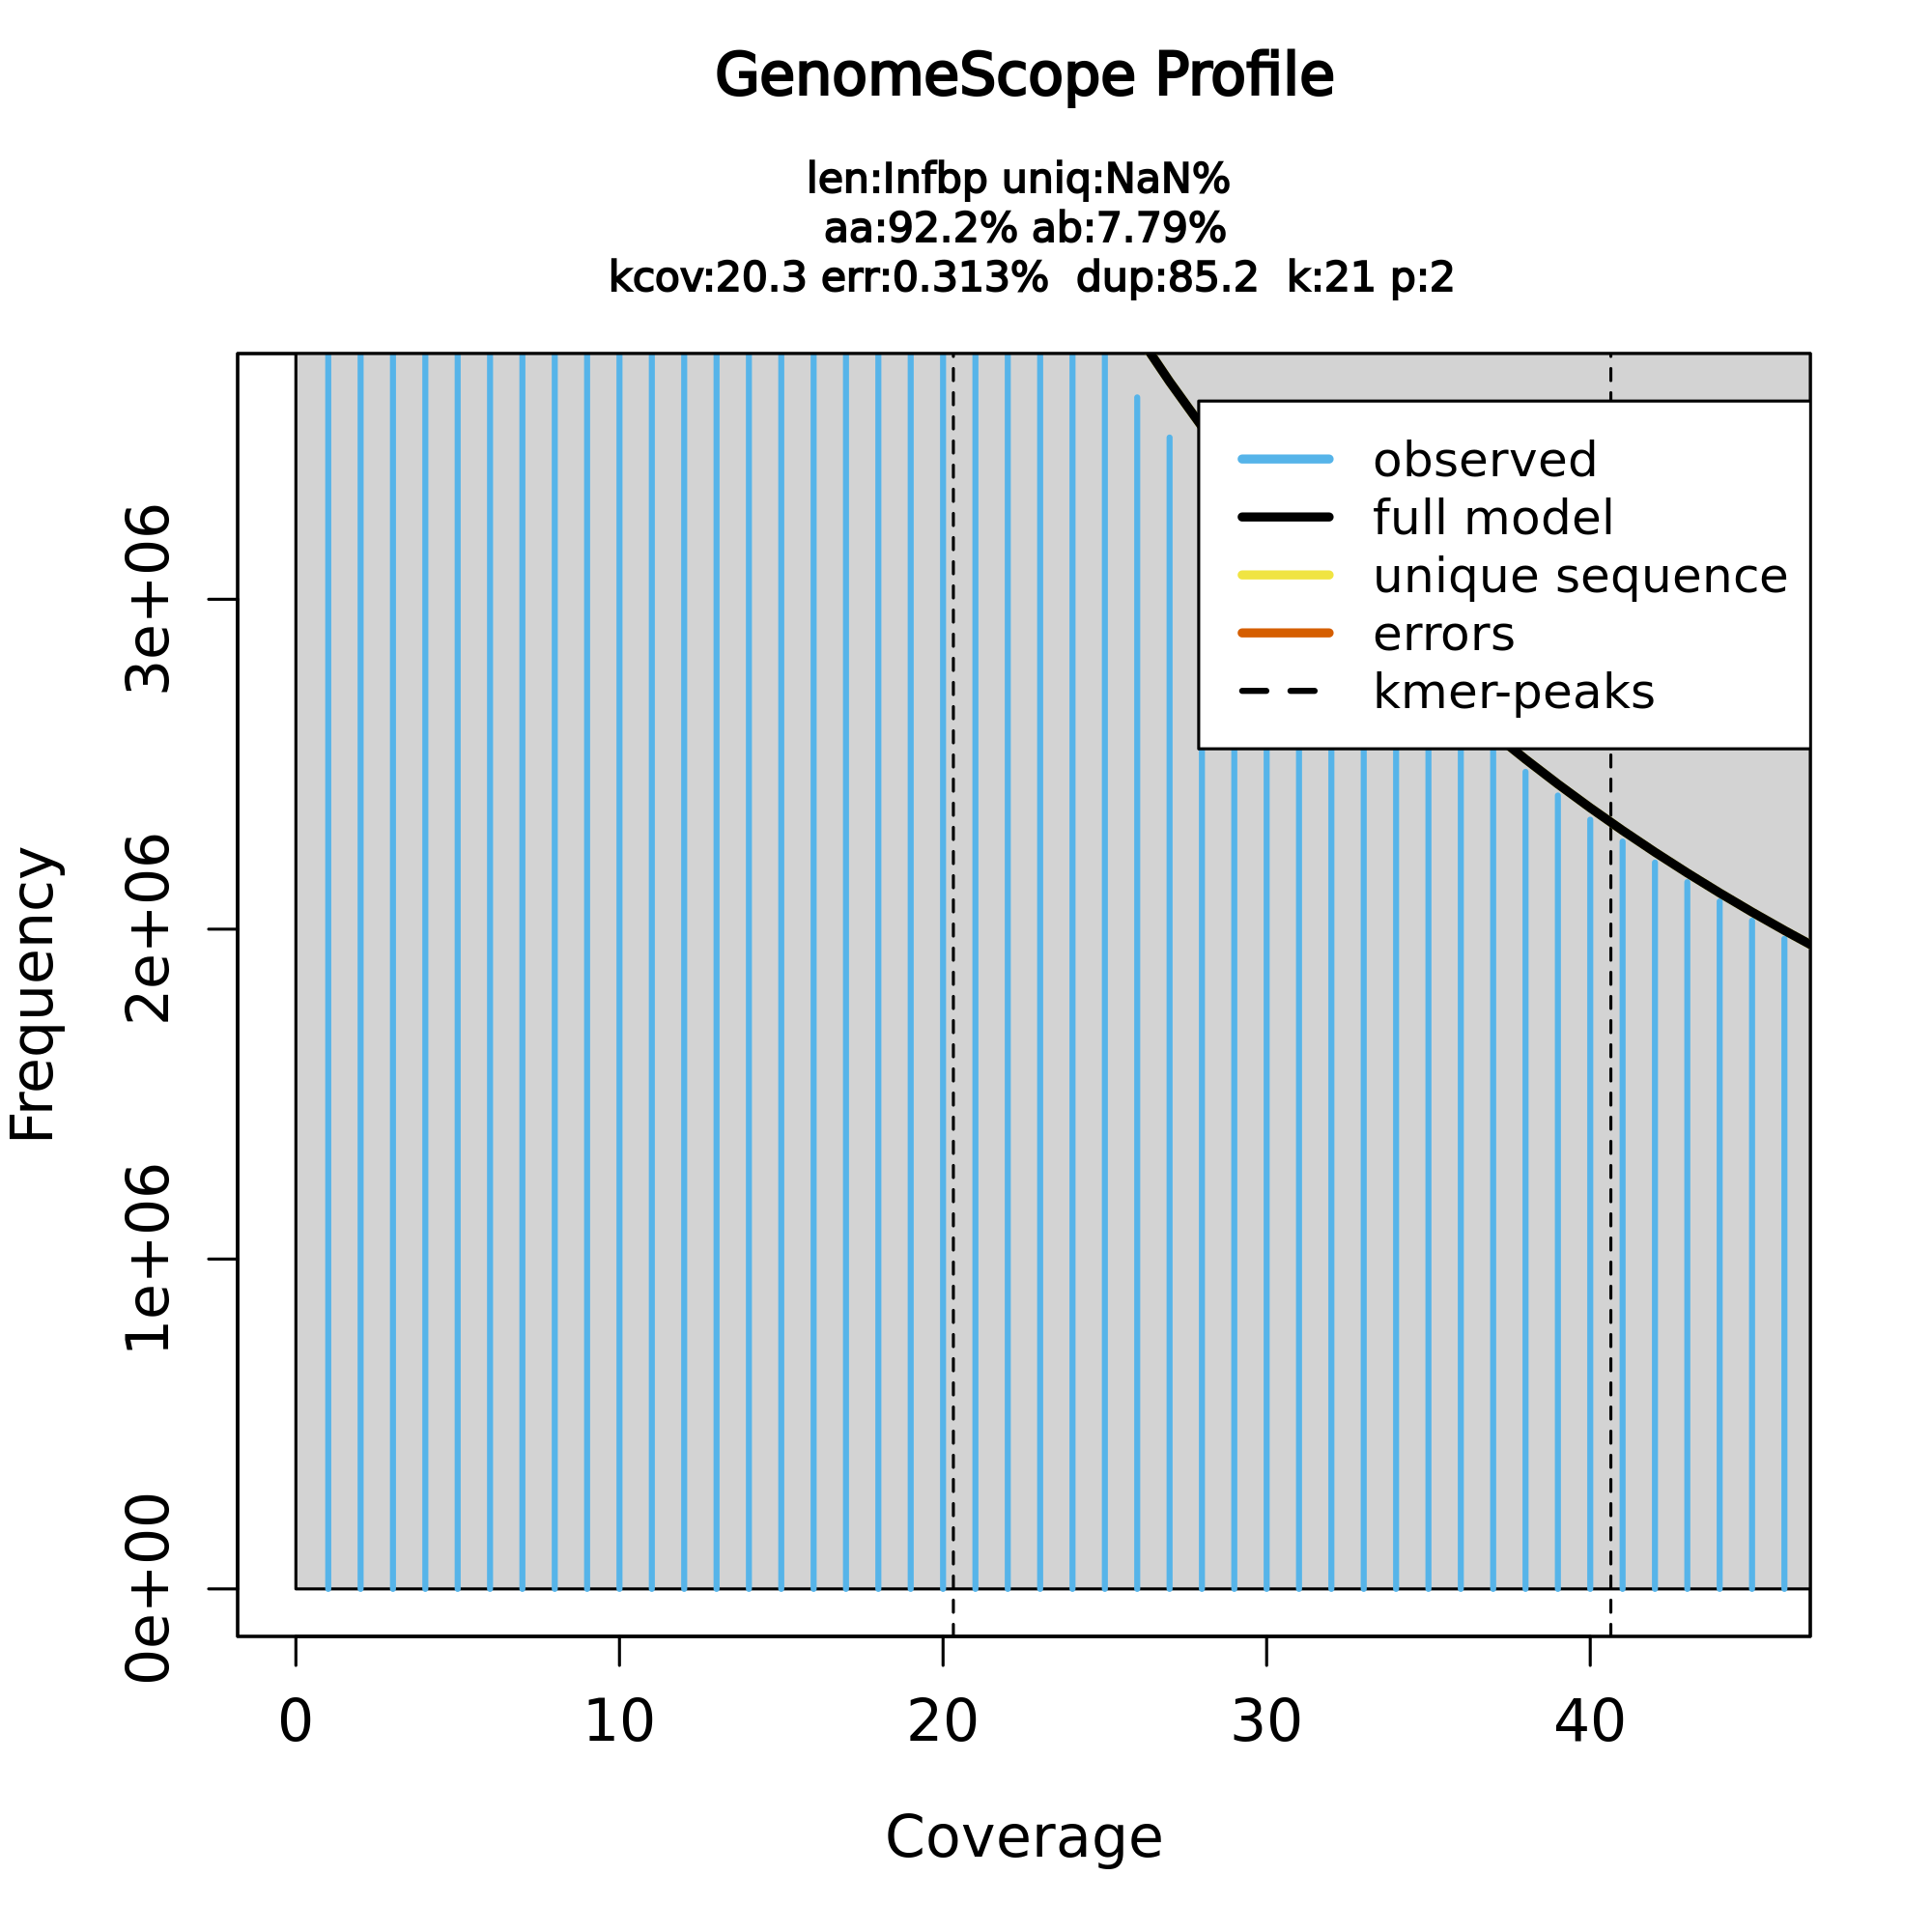 GenomeScope Profile
len:Infbp uniq:NaN%
aa:92.2% ab:7.79%
kcov:20.3 err:0.313% dup:85.2 k:21 p:2
observed
full model
unique sequence
errors
kmer-peaks
Frequency
3e+06
2e+06
1e+06
0e+00
0 10 20 30 40
Coverage